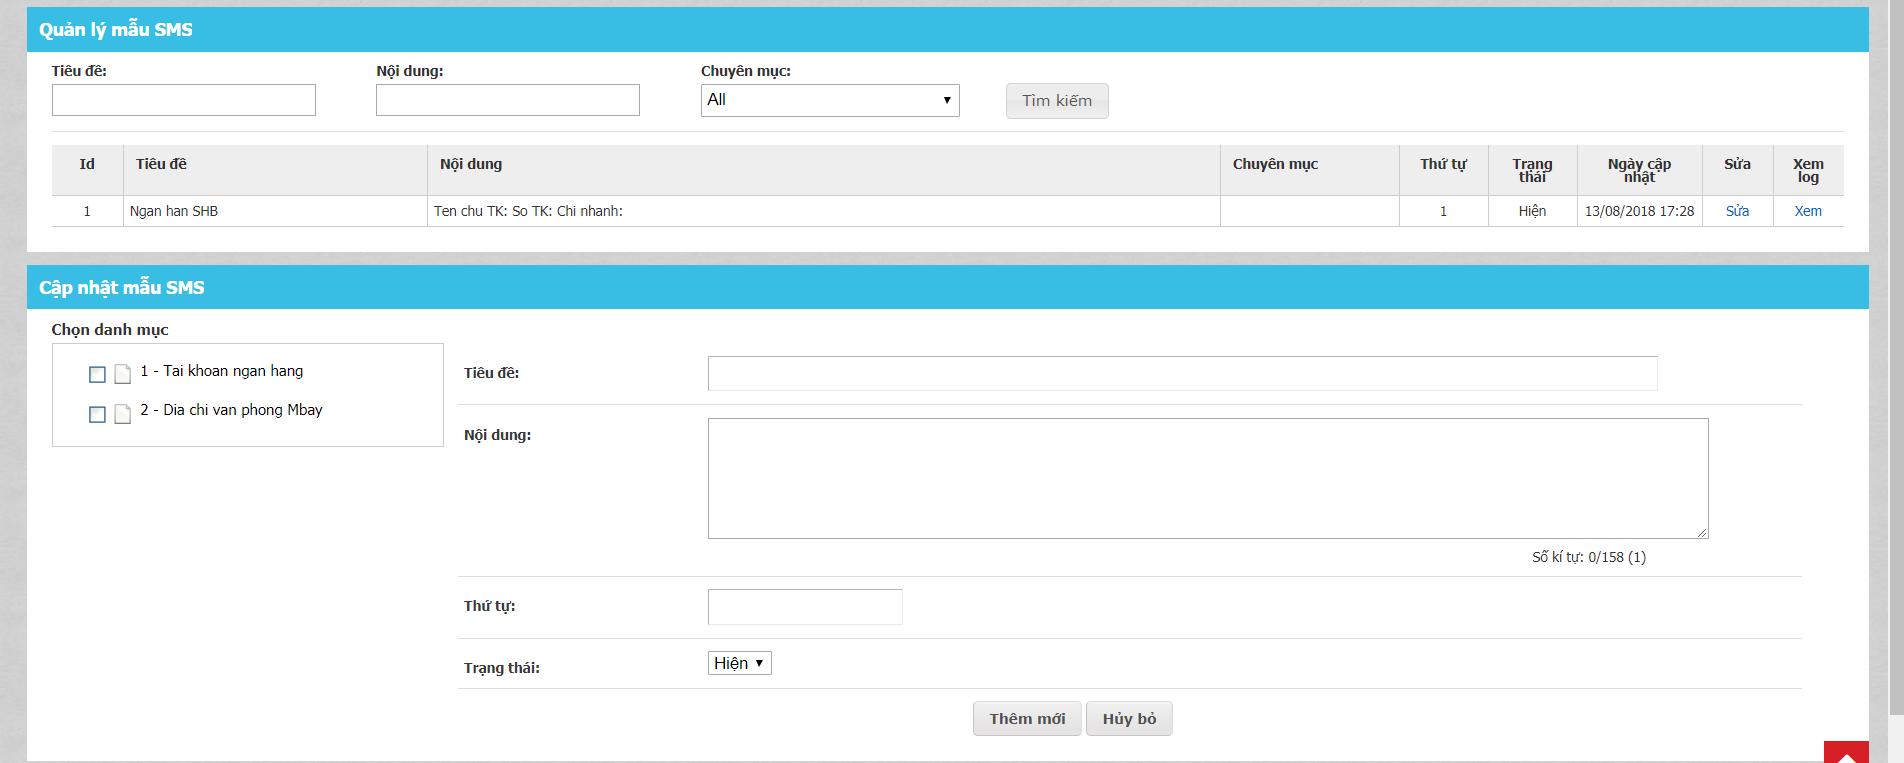 Quản lý mẫu SMS
Tiêu đề: Nội dung: Chuyên mục:
All Tìm kiếm
Id Tiêu đề Nội dung Chuyên mục Thứ tự Trạng thái Ngày cập nhật Sửa Xem log
1 Ngan han SHB Ten chu TK: So TK: Chi nhanh: 1 Hiện 13/08/2018 17:28 Sửa Xem
Cập nhật mẫu SMS
Chọn danh mục
1 - Tai khoan ngan hang
2 - Dia chi van phong Mbay
Tiêu đề:
Nội dung:
Số kí tự: 0/158 (1)
Thứ tự:
Trạng thái: Hiện
Thêm mới Hủy bỏ